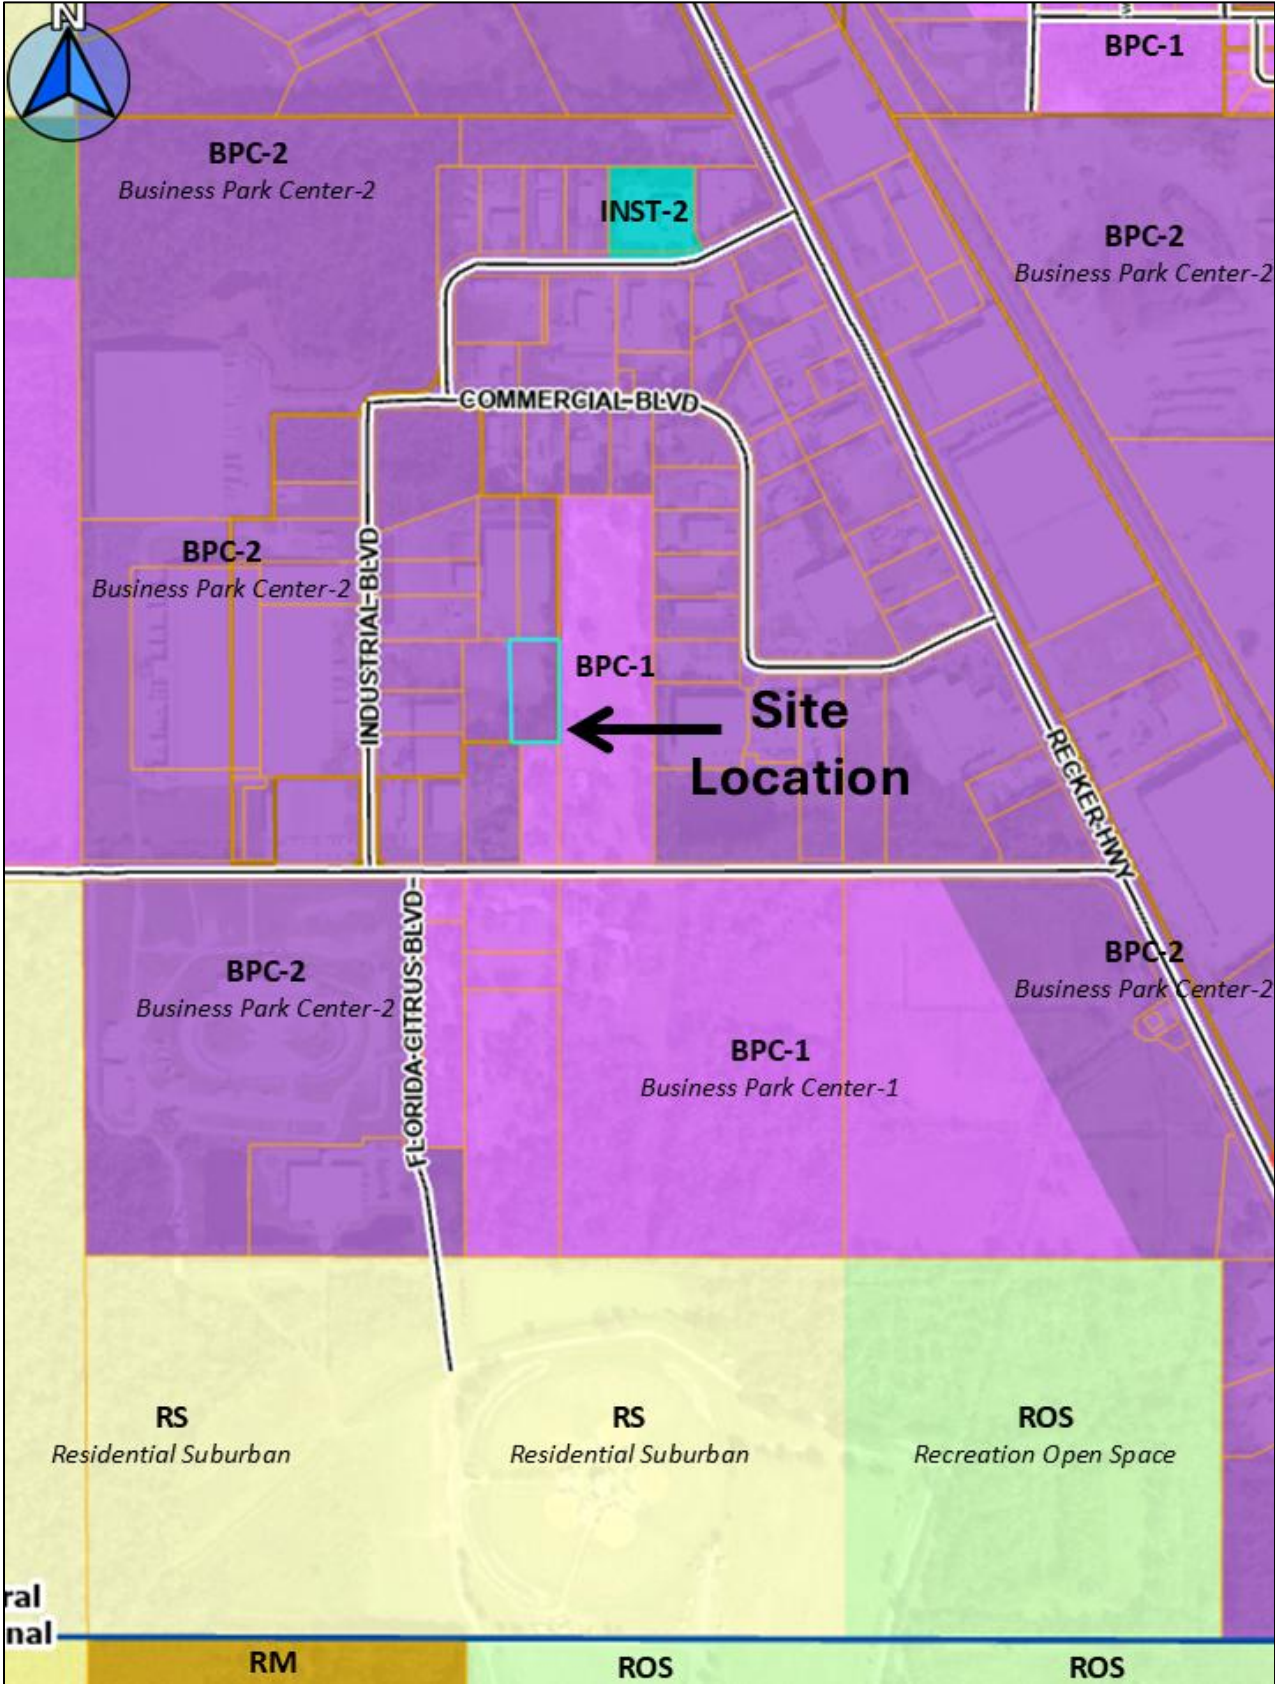 N
BPC-1
BPC-2
Business Park Center-2
INST-2
BPC-2
Business Park Center-2
COMMERCIAL BLVD
BPC-2
Business Park Center-2
INDUSTRIAL-BLVD
BPC-1
Site
Location
RECKER-HWY
FLORIDA-CITRUS-BLVD
BPC-2
Business Park Center-2
BPC-2
Business Park Center-2
BPC-1
Business Park Center-1
RS
Residential Suburban
RS
Residential Suburban
ROS
Recreation Open Space
ral
nal
RM
ROS
ROS